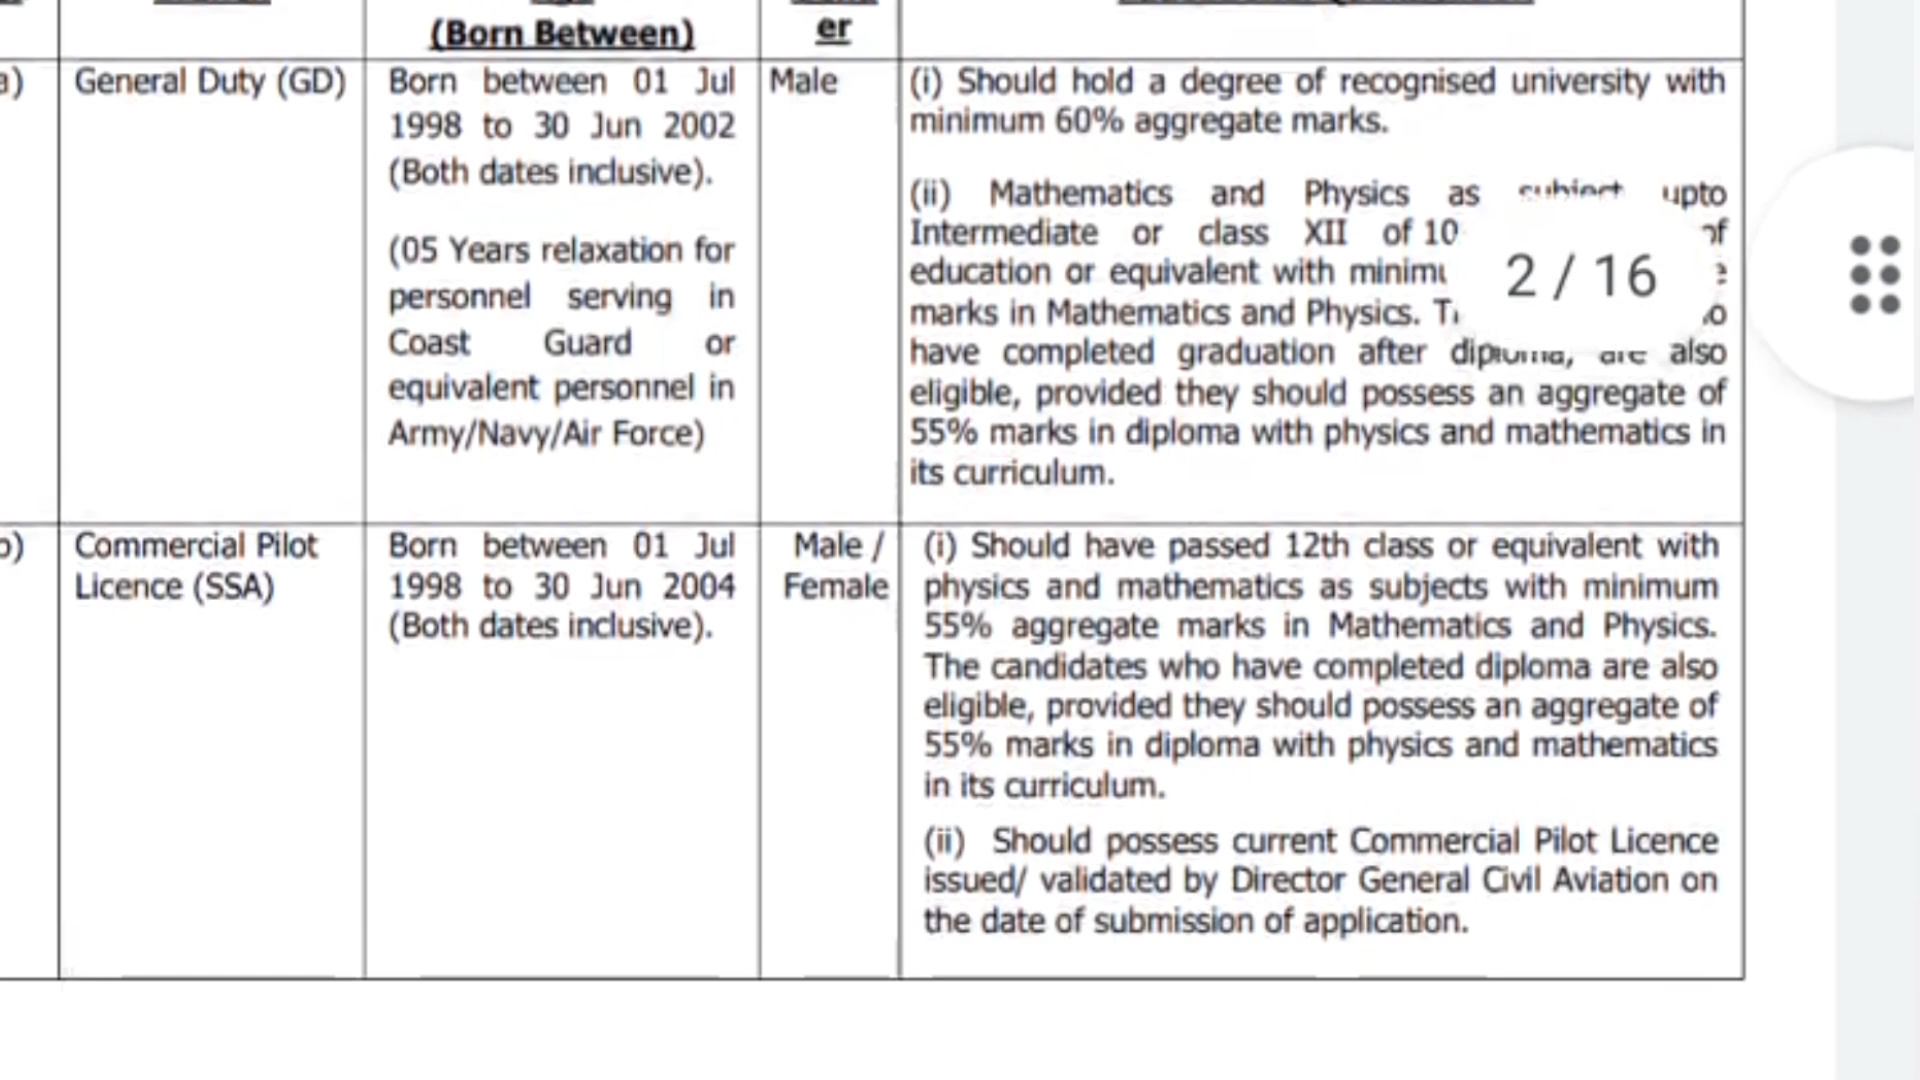 (Born Between)
er
a)
General Duty (GD)
Born between 01 Jul
1998 to 30 Jun 2002
(Both dates inclusive).
(05 Years relaxation for
personnel serving in
Coast Guard or
equivalent personnel in
Army/Navy/Air Force)
Male
(i) Should hold a degree of recognised university with
minimum 60% aggregate marks.
(ii) Mathematics and Physics as subject upto
Intermediate or class XII of 10 of
education or equivalent with
marks in Mathematics and Physics.
have completed graduation after diploma, are also
eligible, provided they should possess an aggregate of
55% marks in diploma with physics and mathematics in
its curriculum.
2 / 16
b)
Commercial Pilot
Licence (SSA)
Born between 01 Jul
1998 to 30 Jun 2004
(Both dates inclusive).
Male /
Female
(i) Should have passed 12th class or equivalent with
physics and mathematics as subjects with minimum
55% aggregate marks in Mathematics and Physics.
The candidates who have completed diploma are also
eligible, provided they should possess an aggregate of
55% marks in diploma with physics and mathematics
in its curriculum.
(ii) Should possess current Commercial Pilot Licence
issued/ validated by Director General Civil Aviation on
the date of submission of application.